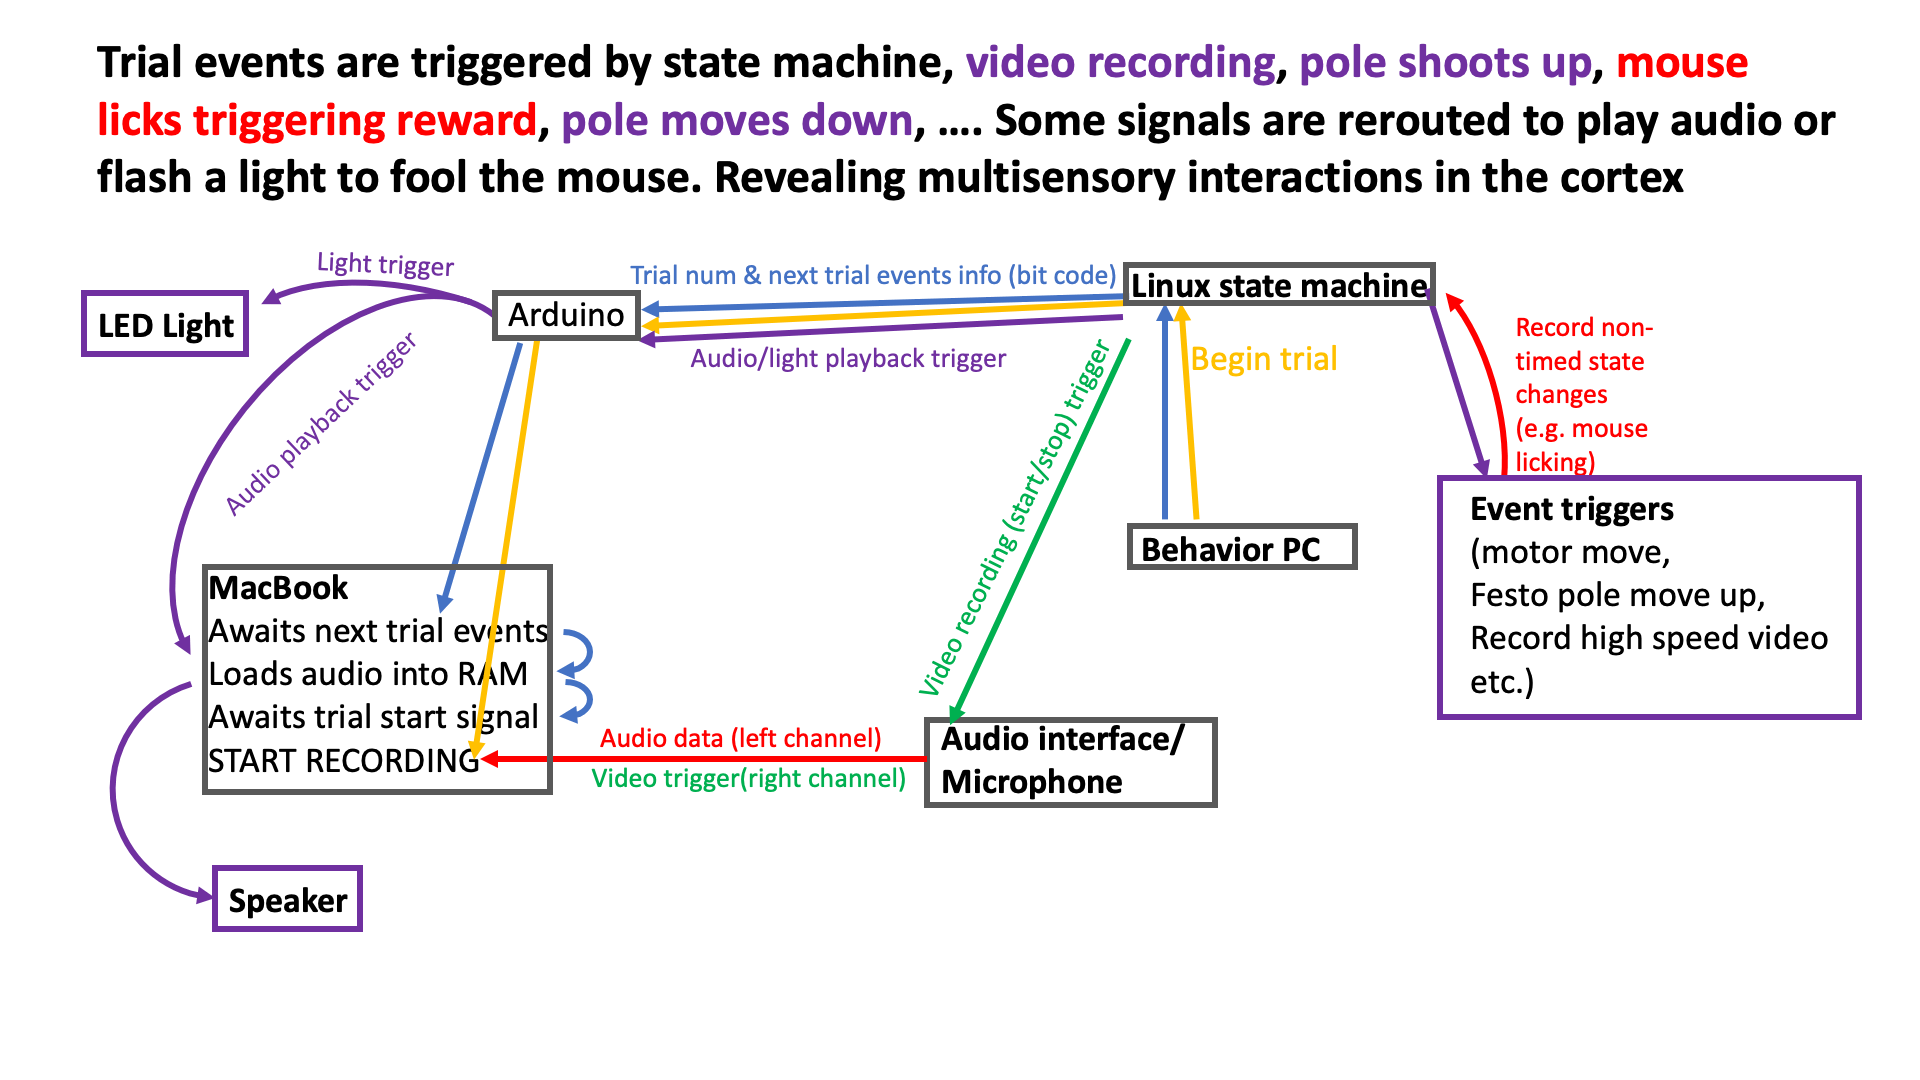 Trial events are triggered by state machine, video recording, pole shoots up, mouse
licks triggering reward, pole moves down, …. Some signals are rerouted to play audio or
flash a light to fool the mouse. Revealing multisensory interactions in the cortex
Light trigger
Trial num & next trial events info (bit code)
Linux state machine
LED Light
Arduino
Audio/light playback trigger
Begin trial
Record non-
timed state
changes
(e.g. mouse
licking)
Audio playback trigger
Video recording (start/stop) trigger
Behavior PC
Event triggers
(motor move,
Festo pole move up,
Record high speed video
etc.)
MacBook
Awaits next trial events
Loads audio into RAM
Awaits trial start signal
START RECORDING
Audio data (left channel)
Video trigger(right channel)
Audio interface/
Microphone
Speaker